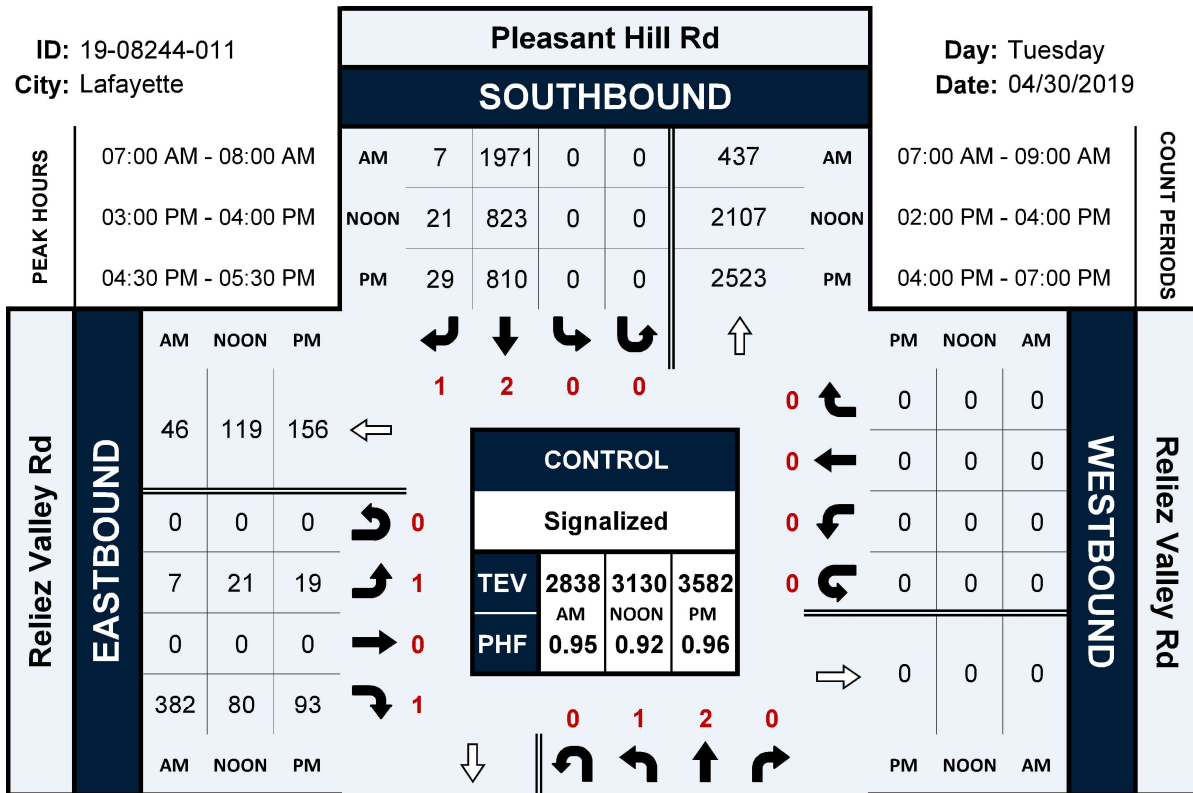 Pleasant Hill Rd
ID: 19-08244-011
Day: Tuesday
City: Lafayette
Date: 04/30/2019
SOUTHBOUND
PEAK HOURS
07:00 AM - 08:00 AM
03:00 PM - 04:00 PM
04:30 PM - 05:30 PM
AM 7 1971 0 0 437 AM
NOON 21 823 0 0 2107 NOON
PM 29 810 0 0 2523 PM
07:00 AM - 09:00 AM
02:00 PM - 04:00 PM
04:00 PM - 07:00 PM
COUNT PERIODS
1 2 0 0
Reliez Valley Rd
EASTBOUND
AM NOON PM
46 119 156
0 0 0 0
7 21 19 1
0 0 0 0
382 80 93 1
AM NOON PM
CONTROL
Signalized
TEV 2838 3130 3582
AM NOON PM
PHF 0.95 0.92 0.96
PM NOON AM
0 0 0 0
0 0 0 0
0 0 0 0
0 0 0 0
0 0 0
PM NOON AM
WESTBOUND
Reliez Valley Rd
0 1 2 0